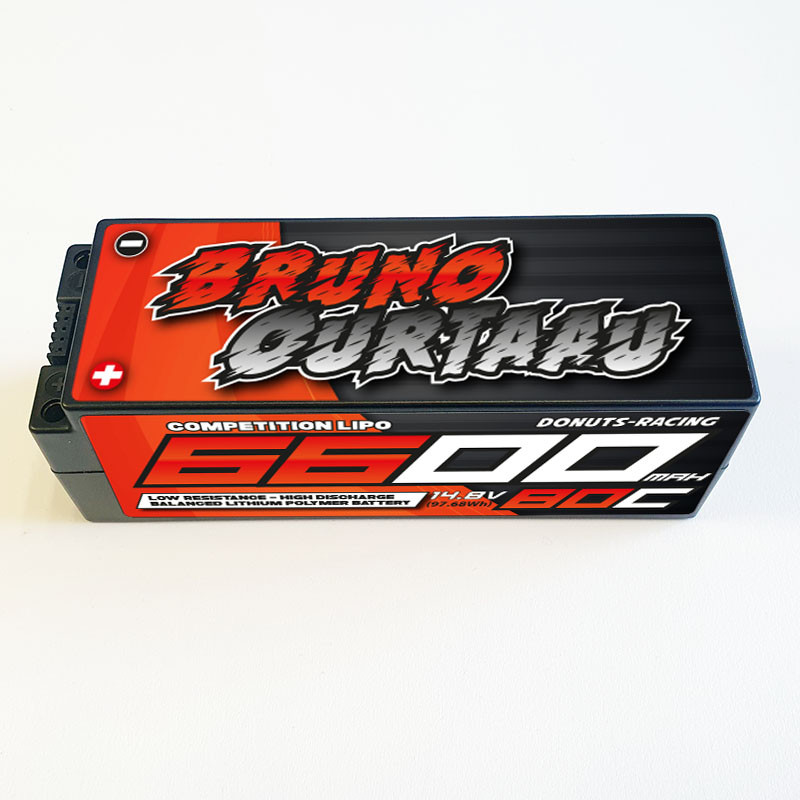 BRUNO
OURTAAU
COMPETITION LIPO
DONUTS-RACING
6600 MAH
LOW RESISTANCE - HIGH DISCHARGE
BALANCED LITHIUM POLYMER BATTERY
14.8V
(97.68Wh)
80C